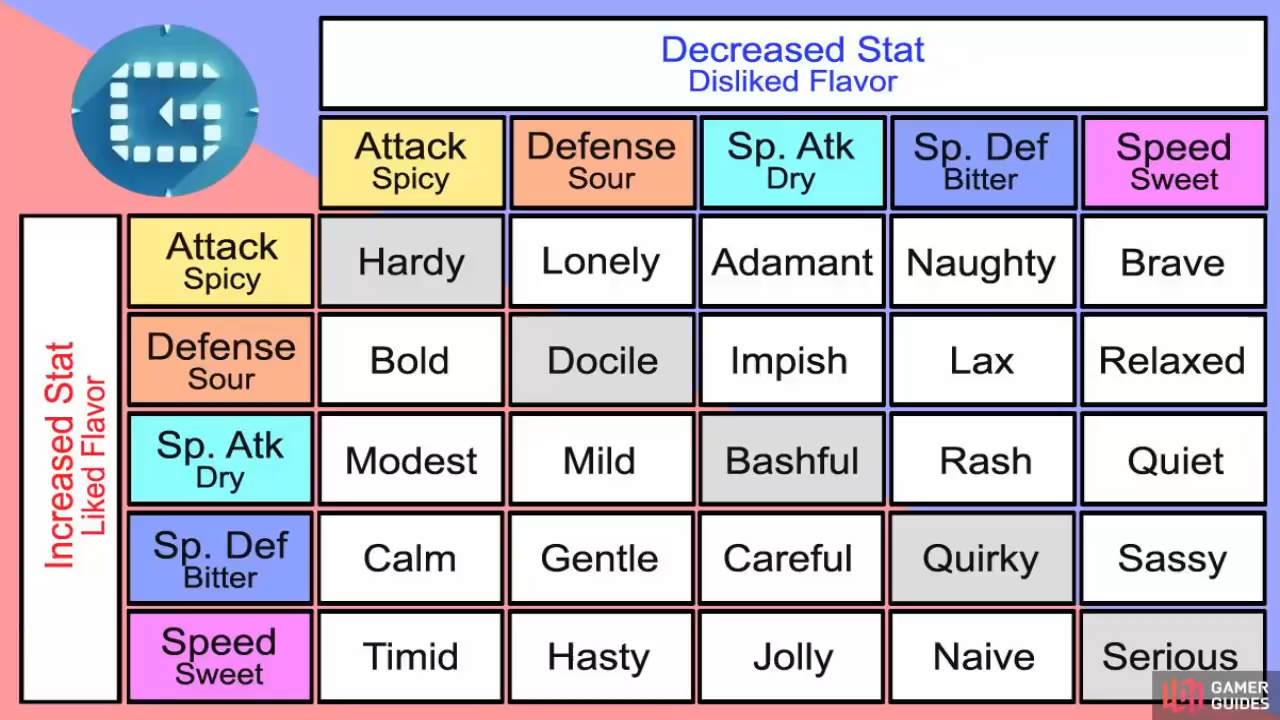 Decreased Stat
Disliked Flavor
Attack
Spicy
Defense
Sour
Sp. Atk
Dry
Sp. Def
Bitter
Speed
Sweet
Increased Stat
Liked Flavor
Attack
Spicy
Hardy
Lonely
Adamant
Naughty
Brave
Defense
Sour
Bold
Docile
Impish
Lax
Relaxed
Sp. Atk
Dry
Modest
Mild
Bashful
Rash
Quiet
Sp. Def
Bitter
Calm
Gentle
Careful
Quirky
Sassy
Speed
Sweet
Timid
Hasty
Jolly
Naive
Serious
GAMER
GUIDES